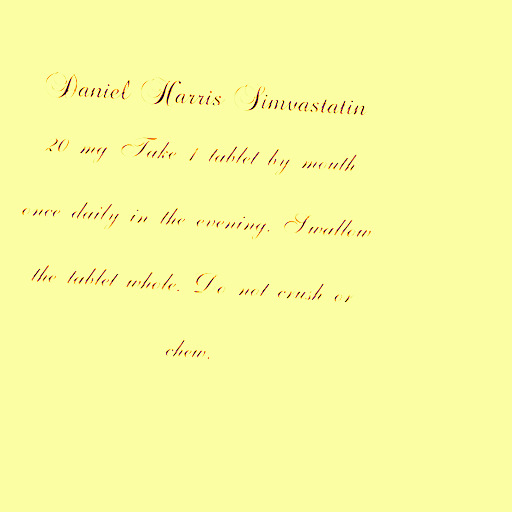 Daniel Harris Simvastatin
20 mg Take 1 tablet by mouth
once daily in the evening. Swallow
the tablet whole. Do not crush or
chew.